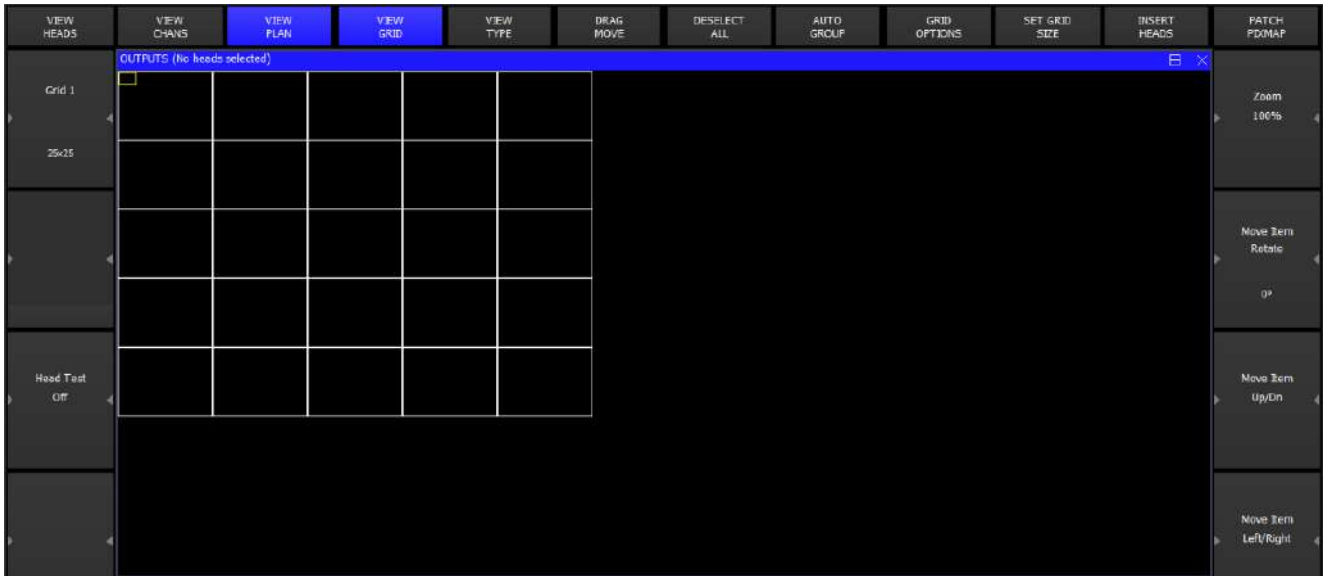 VIEW
HEADS
VIEW
CHANS
VIEW
PLAN
VIEW
GRID
VIEW
TYPE
DRAG
MOVE
DESELECT
ALL
AUTO
GROUP
GRID
OPTIONS
SET GRID
SIZE
INSERT
HEADS
PATCH
PIXMAP
OUTPUTS (No heads selected)
Grid 1
25x25
Head Test
Off
Zoom
100%
Move Item
Rotate
0°
Move Item
Up/Dn
Move Item
Left/Right